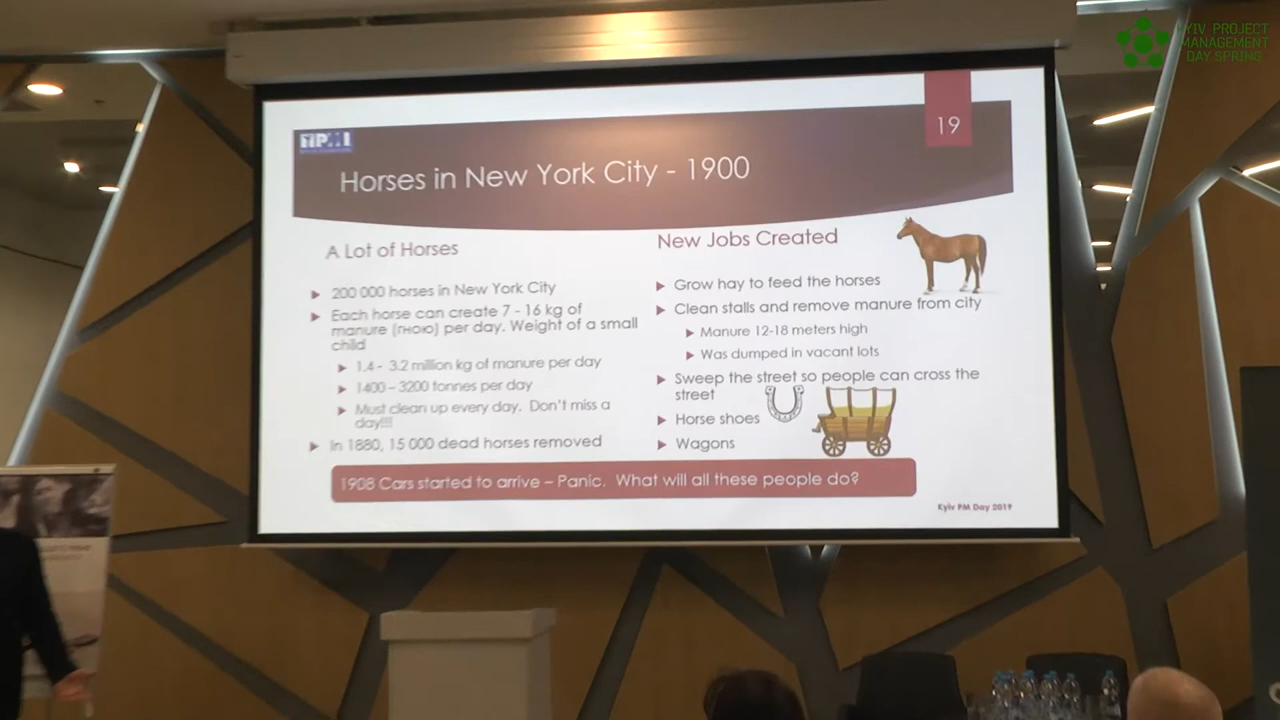 KYIV PROJECT
MANAGEMENT
DAY SPRING
19
Horses in New York City - 1900
A Lot of Horses
200 000 horses in New York City
Each horse can create 7 - 16 kg of
manure (гною) per day. Weight of a small
child
1.4 - 3.2 million kg of manure per day
1400 – 3200 tonnes per day
Must clean up every day. Don't miss a
day!!!
In 1880, 15 000 dead horses removed
New Jobs Created
Grow hay to feed the horses
Clean stalls and remove manure from city
Manure 12-18 meters high
Was dumped in vacant lots
Sweep the street so people can cross the
street
Horse shoes
Wagons
1908 Cars started to arrive – Panic. What will all these people do?
Kyiv PM Day 2019